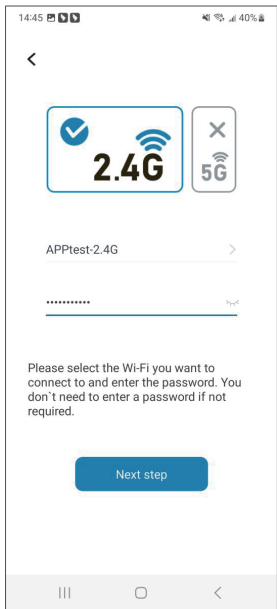 14:45
40%
2.4G
5G
APPtest-2.4G
•••••••••••
Please select the Wi-Fi you want to
connect to and enter the password. You
don`t need to enter a password if not
required.
Next step